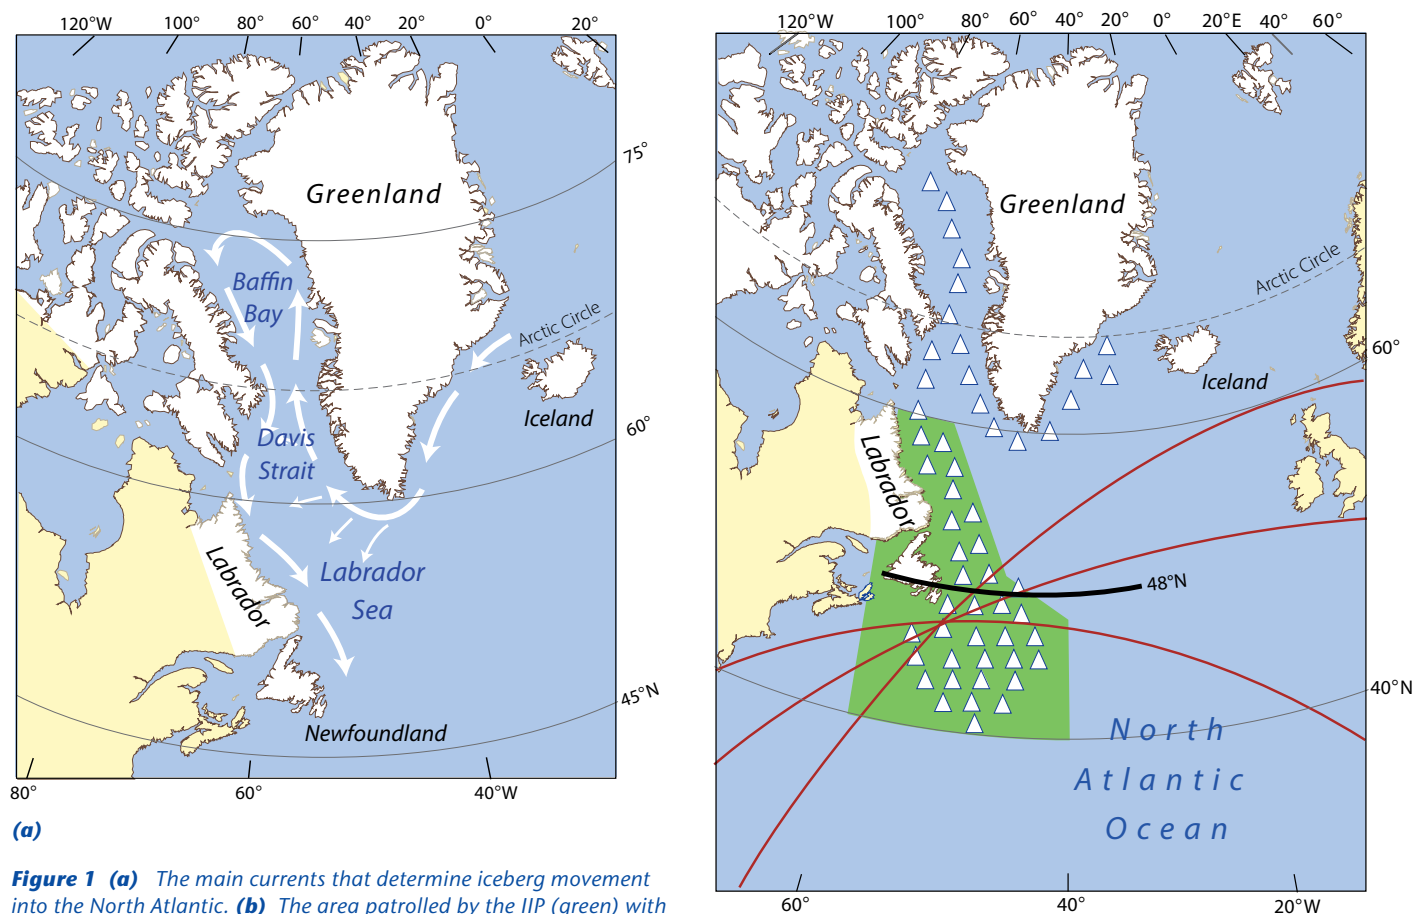 120°W 100° 80° 60° 40° 20° 0° 20°
75°
Greenland
Baffin
Bay
Arctic Circle
Iceland
60°
Davis
Strait
Labrador
Labrador
Sea
45°N
Newfoundland
80° 60° 40°W
(a)
Figure 1 (a) The main currents that determine iceberg movement
into the North Atlantic. (b) The area patrolled by the IIP (green) with
120°W 100° 80° 60° 40° 20° 0° 20°E 40° 60°
Greenland
Arctic Circle
60°
Iceland
Labrador
48°N
40°N
North
Atlantic
Ocean
60° 40° 20°W